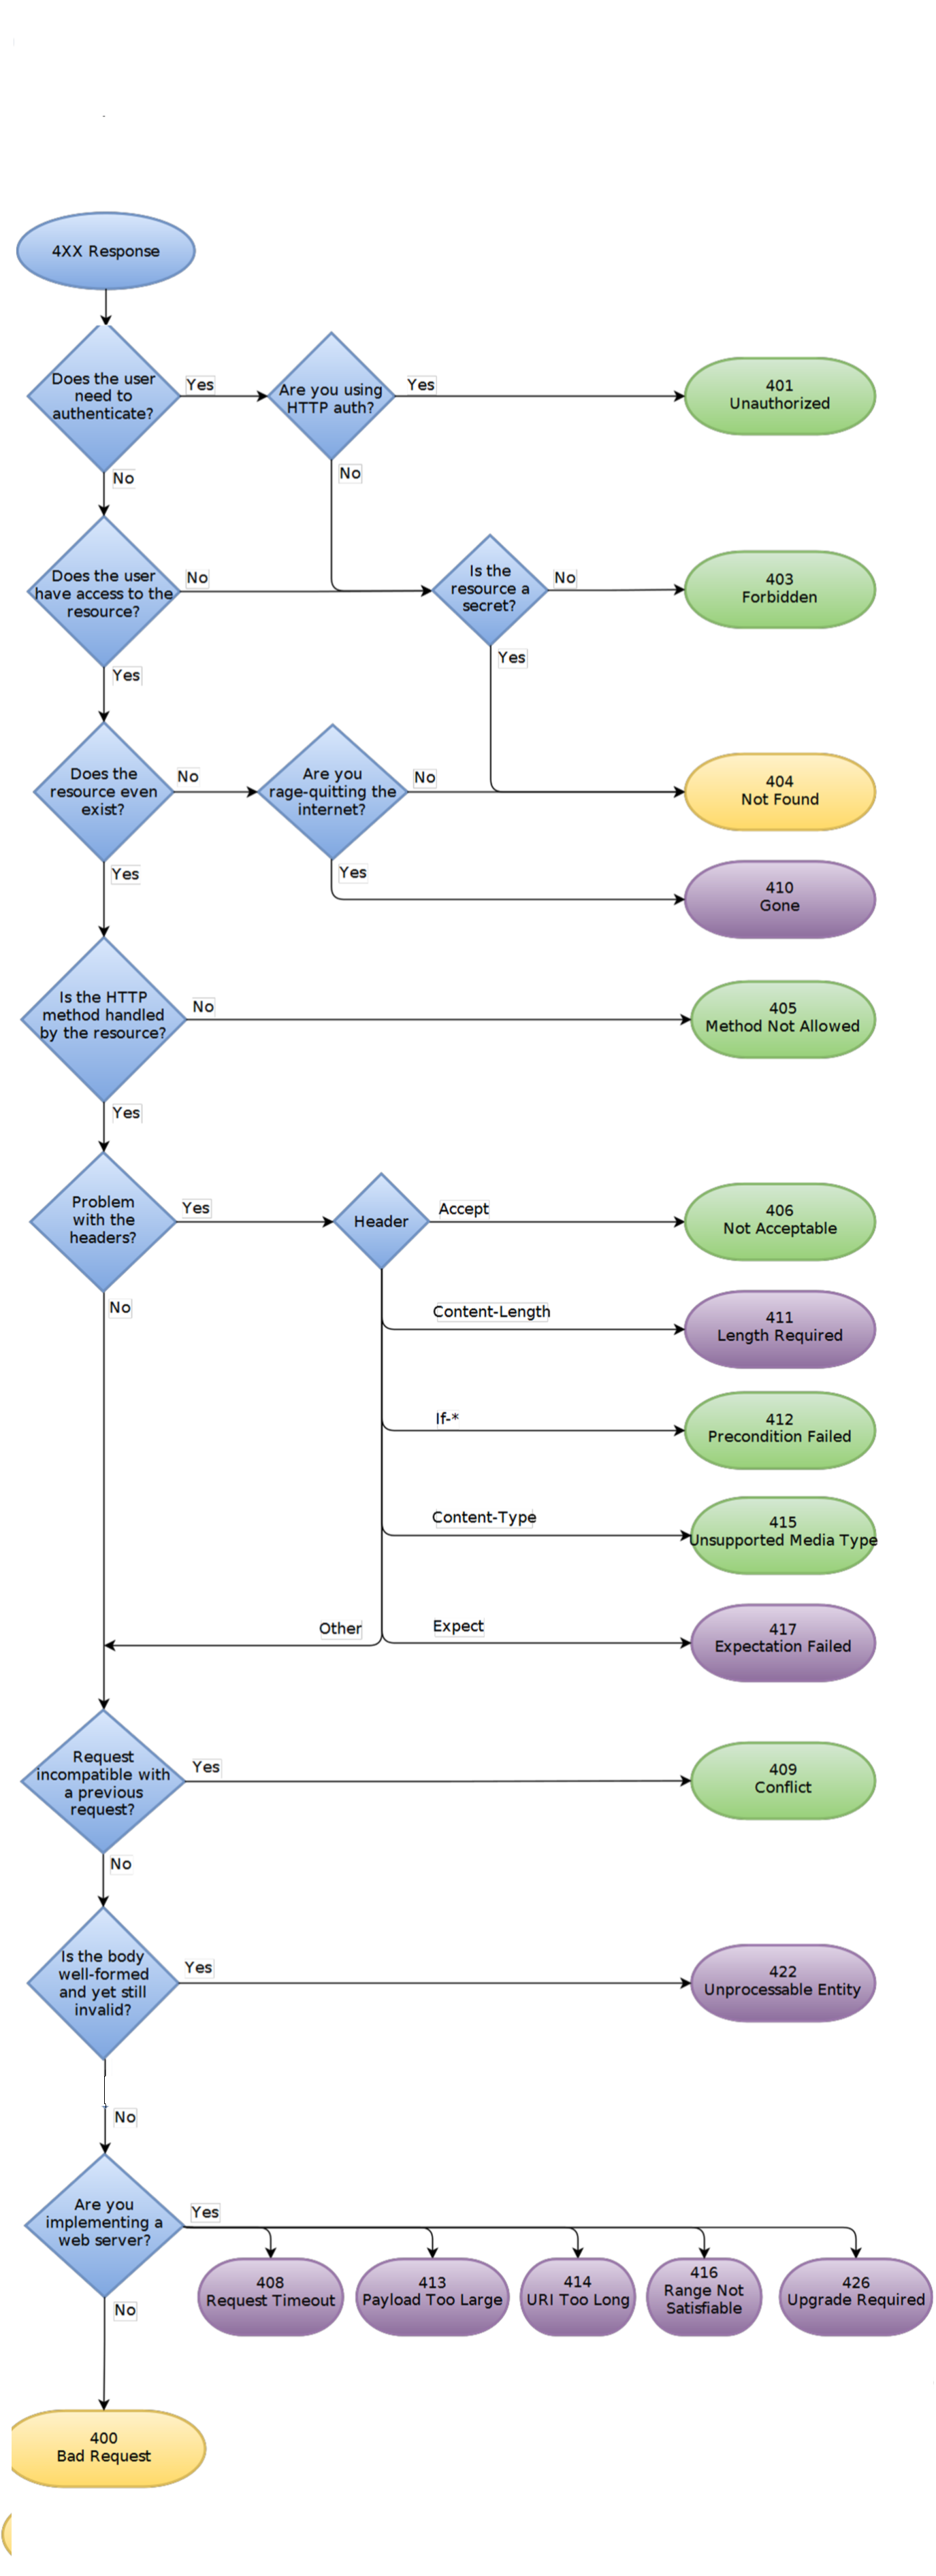 4XX Response
Does the user
need to
authenticate?
Yes
Are you using
HTTP auth?
Yes
401
Unauthorized
No
No
Does the user
have access to the
resource?
No
Is the
resource a
secret?
No
403
Forbidden
Yes
Yes
Does the
resource even
exist?
No
Are you
rage-quitting the
internet?
No
404
Not Found
Yes
Yes
410
Gone
Is the HTTP
method handled
by the resource?
No
405
Method Not Allowed
Yes
Problem
with the
headers?
Yes
Header
Accept
406
Not Acceptable
No
Content-Length
411
Length Required
If-*
412
Precondition Failed
Content-Type
415
Unsupported Media Type
Other
Expect
417
Expectation Failed
Request
incompatible with
a previous
request?
Yes
409
Conflict
No
Is the body
well-formed
and yet still
invalid?
Yes
422
Unprocessable Entity
No
Are you
implementing a
web server?
Yes
408
Request Timeout
413
Payload Too Large
414
URI Too Long
416
Range Not
Satisfiable
426
Upgrade Required
No
400
Bad Request